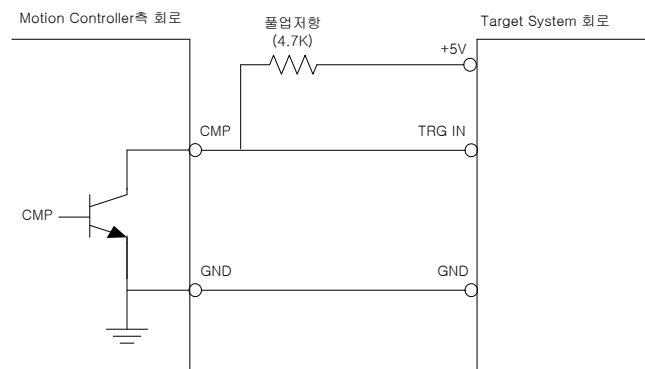 Motion Controller측 회로
풀업저항
(4.7K)
Target System 회로
+5V
CMP
TRG IN
CMP
GND
GND